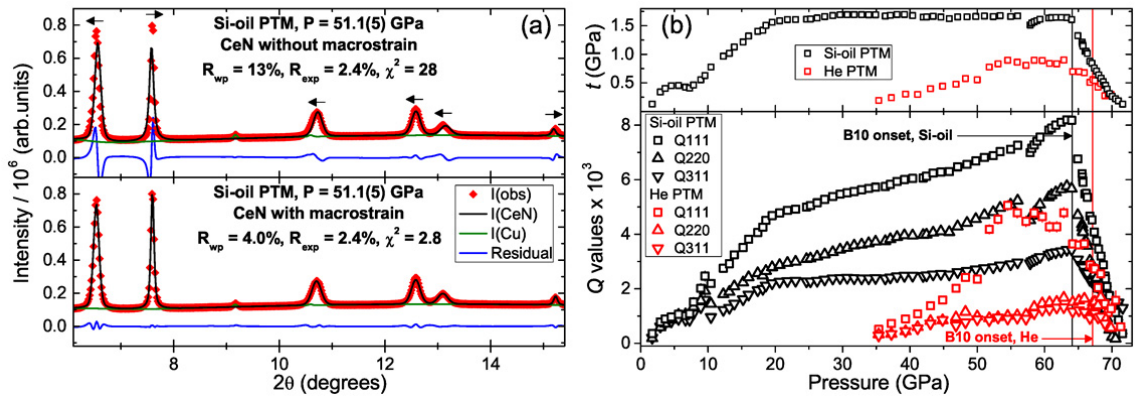 (a)
Si-oil PTM, P = 51.1(5) GPa
CeN without macrostrain
R_wp = 13%, R_exp = 2.4%, χ² = 28
0.8
0.6
0.4
0.2
0.0
Si-oil PTM, P = 51.1(5) GPa
CeN with macrostrain
R_wp = 4.0%, R_exp = 2.4%, χ² = 2.8
I(obs)
I(CeN)
I(Cu)
Residual
0.8
0.6
0.4
0.2
0.0
Intensity / 10⁶ (arb.units)
8 10 12 14
2θ (degrees)
(b)
t (GPa)
1.5
1.0
0.5
Si-oil PTM
He PTM
Q values x 10³
8
6
4
2
0
Si-oil PTM
Q111
Q220
Q311
He PTM
Q111
Q220
Q311
B10 onset, Si-oil
B10 onset, He
0 10 20 30 40 50 60 70
Pressure (GPa)